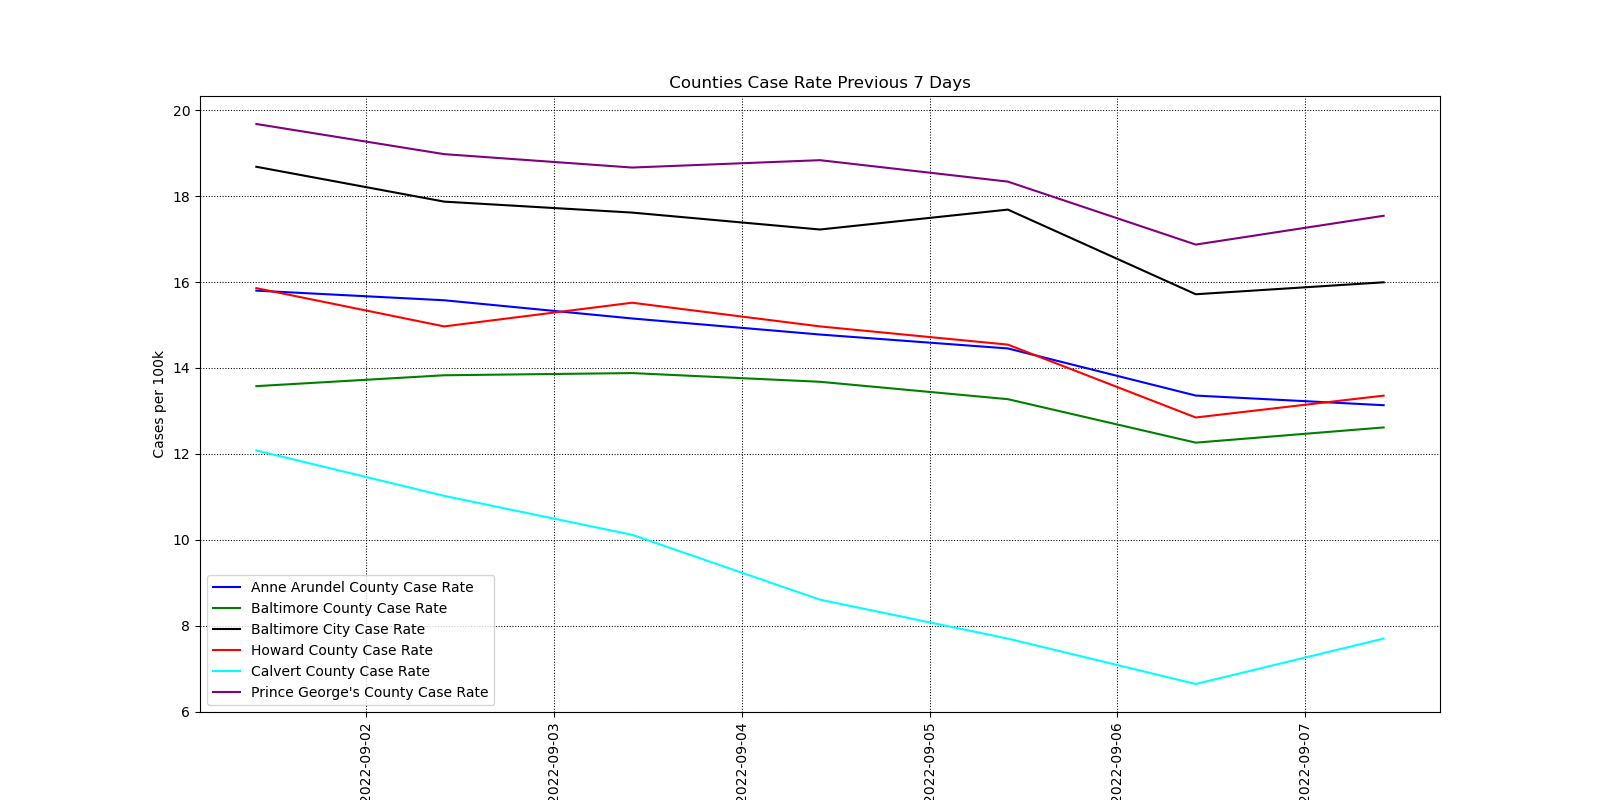 Counties Case Rate Previous 7 Days
20
18
16
14
12
10
8
6
Cases per 100k
Anne Arundel County Case Rate
Baltimore County Case Rate
Baltimore City Case Rate
Howard County Case Rate
Calvert County Case Rate
Prince George's County Case Rate
2022-09-02
2022-09-03
2022-09-04
2022-09-05
2022-09-06
2022-09-07